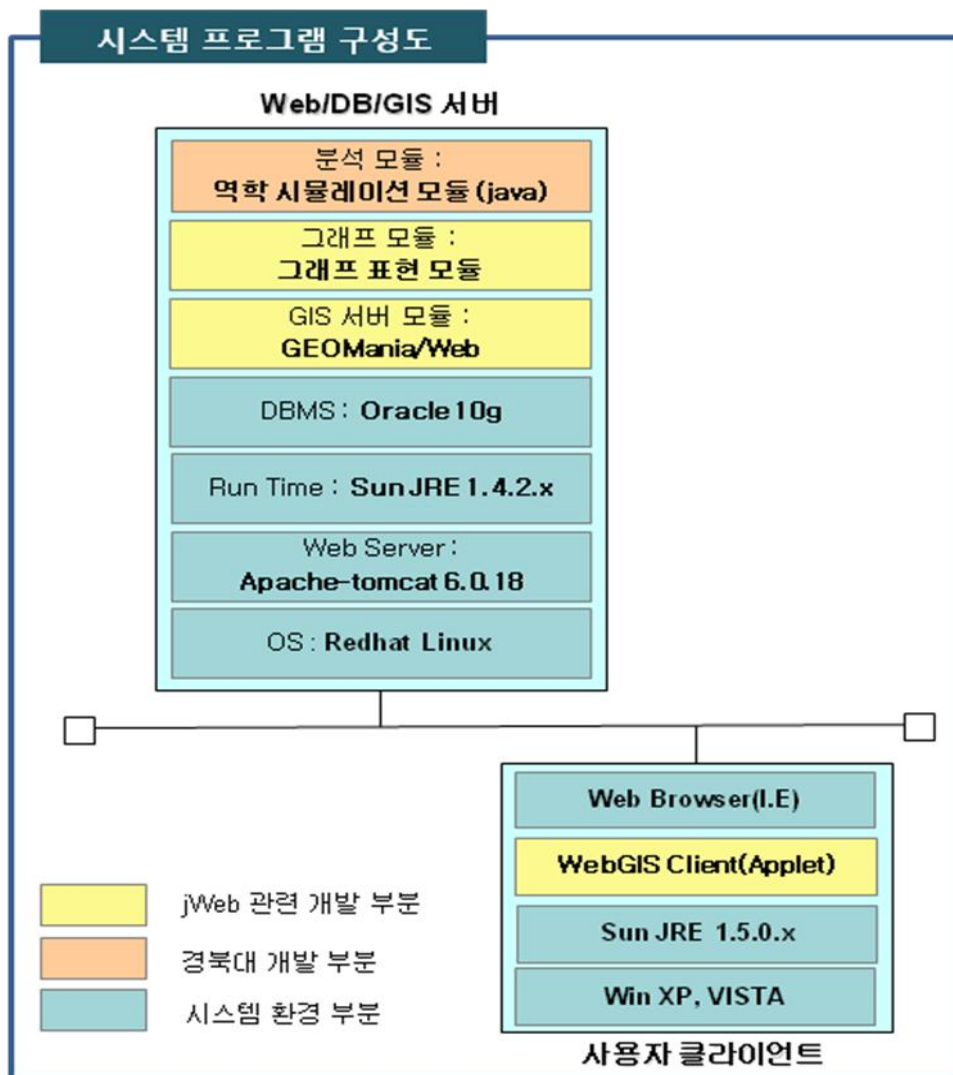 시스템 프로그램 구성도
Web/DB/GIS 서버
분석 모듈 :
역학 시뮬레이션 모듈 (java)
그래프 모듈 :
그래프 표현 모듈
GIS 서버 모듈 :
GEOMania/Web
DBMS : Oracle 10g
Run Time : Sun JRE 1.4.2.x
Web Server :
Apache-tomcat 6.0.18
OS : Redhat Linux
Web Browser(I.E)
WebGIS Client(Applet)
Sun JRE 1.5.0.x
Win XP, VISTA
사용자 클라이언트
jWeb 관련 개발 부분
경북대 개발 부분
시스템 환경 부분